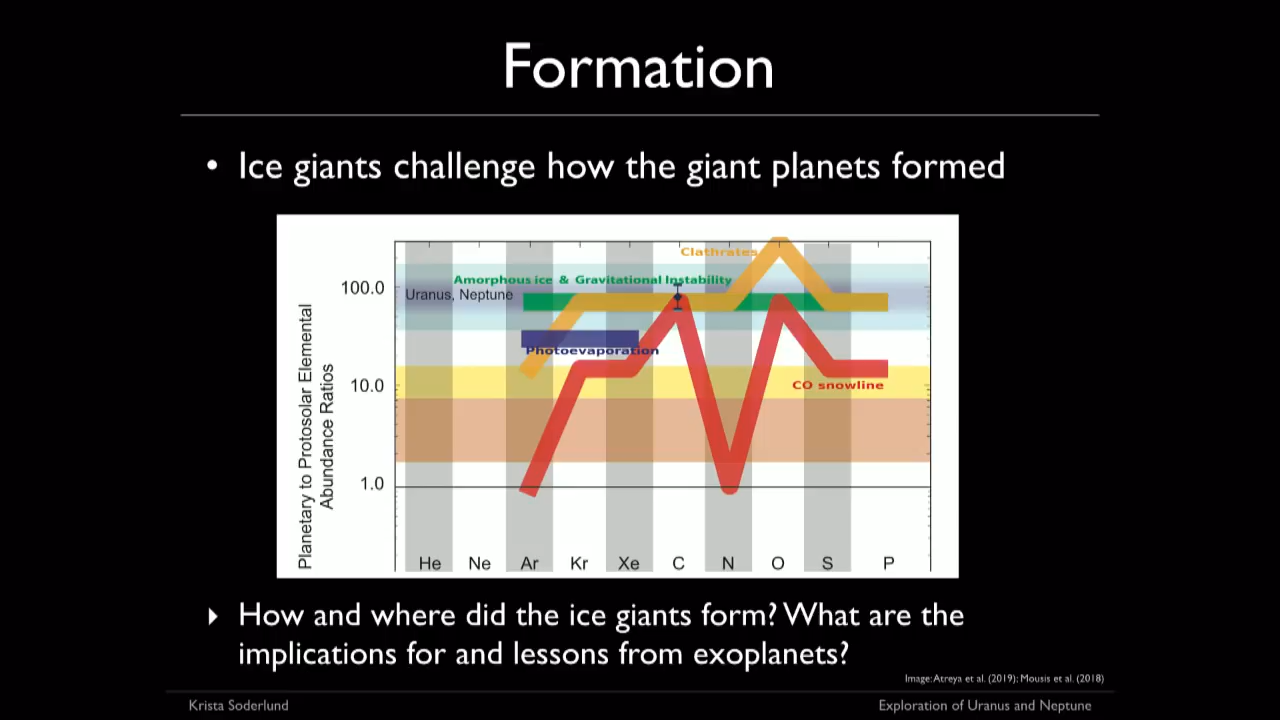 Formation
• Ice giants challenge how the giant planets formed
Planetary to Protosolar Elemental
Abundance Ratios
100.0
10.0
1.0
Clathrates
Amorphous ice & Gravitational Instability
Uranus, Neptune
Photoevaporation
CO snowline
He Ne Ar Kr Xe C N O S P
How and where did the ice giants form? What are the
implications for and lessons from exoplanets?
Image: Atreya et al. (2019); Mousis et al. (2018)
Krista Soderlund
Exploration of Uranus and Neptune